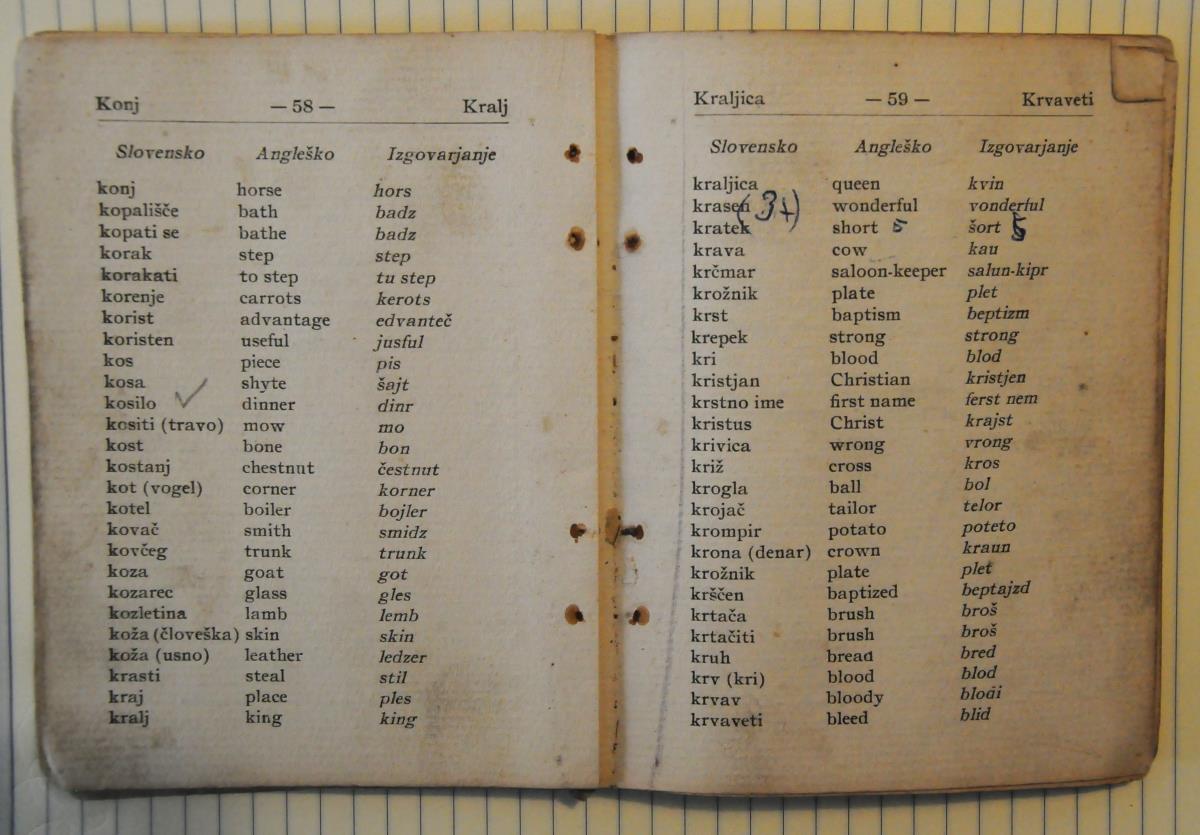 Konj — 58 — Kralj
Slovensko Angleško Izgovarjanje
konj horse hors
kopališče bath badz
kopati se bathe badz
korak step step
korakati to step tu step
korenje carrots kerots
korist advantage edvanteč
koristen useful jusful
kos piece pis
kosa shyte šajt
kosilo dinner dinr
kositi (travo) mow mo
kost bone bon
kostanj chestnut čestnut
kot (vogel) corner korner
kotel boiler bojler
kovač smith smidz
kovčeg trunk trunk
koza goat got
kozarec glass gles
kozletina lamb lemb
koža (človeška) skin skin
koža (usno) leather ledzer
krasti steal stil
kraj place ples
kralj king king
Kraljica — 59 — Krvaveti
Slovensko Angleško Izgovarjanje
kraljica queen kvin
krasen wonderful vonderful
kratek short šort
krava cow kau
krčmar saloon-keeper salun-kipr
krožnik plate plet
krst baptism beptizm
krepek strong strong
kri blood blod
kristjan Christian kristjen
krstno ime first name ferst nem
kristus Christ krajst
krivica wrong vrong
križ cross kros
krogla ball bol
krojač tailor telor
krompir potato poteto
krona (denar) crown kraun
krožnik plate plet
krščen baptized beptajzd
krtača brush broš
krtačiti brush broš
kruh bread bred
krv (kri) blood blod
krvav bloody blodi
krvaveti bleed blid